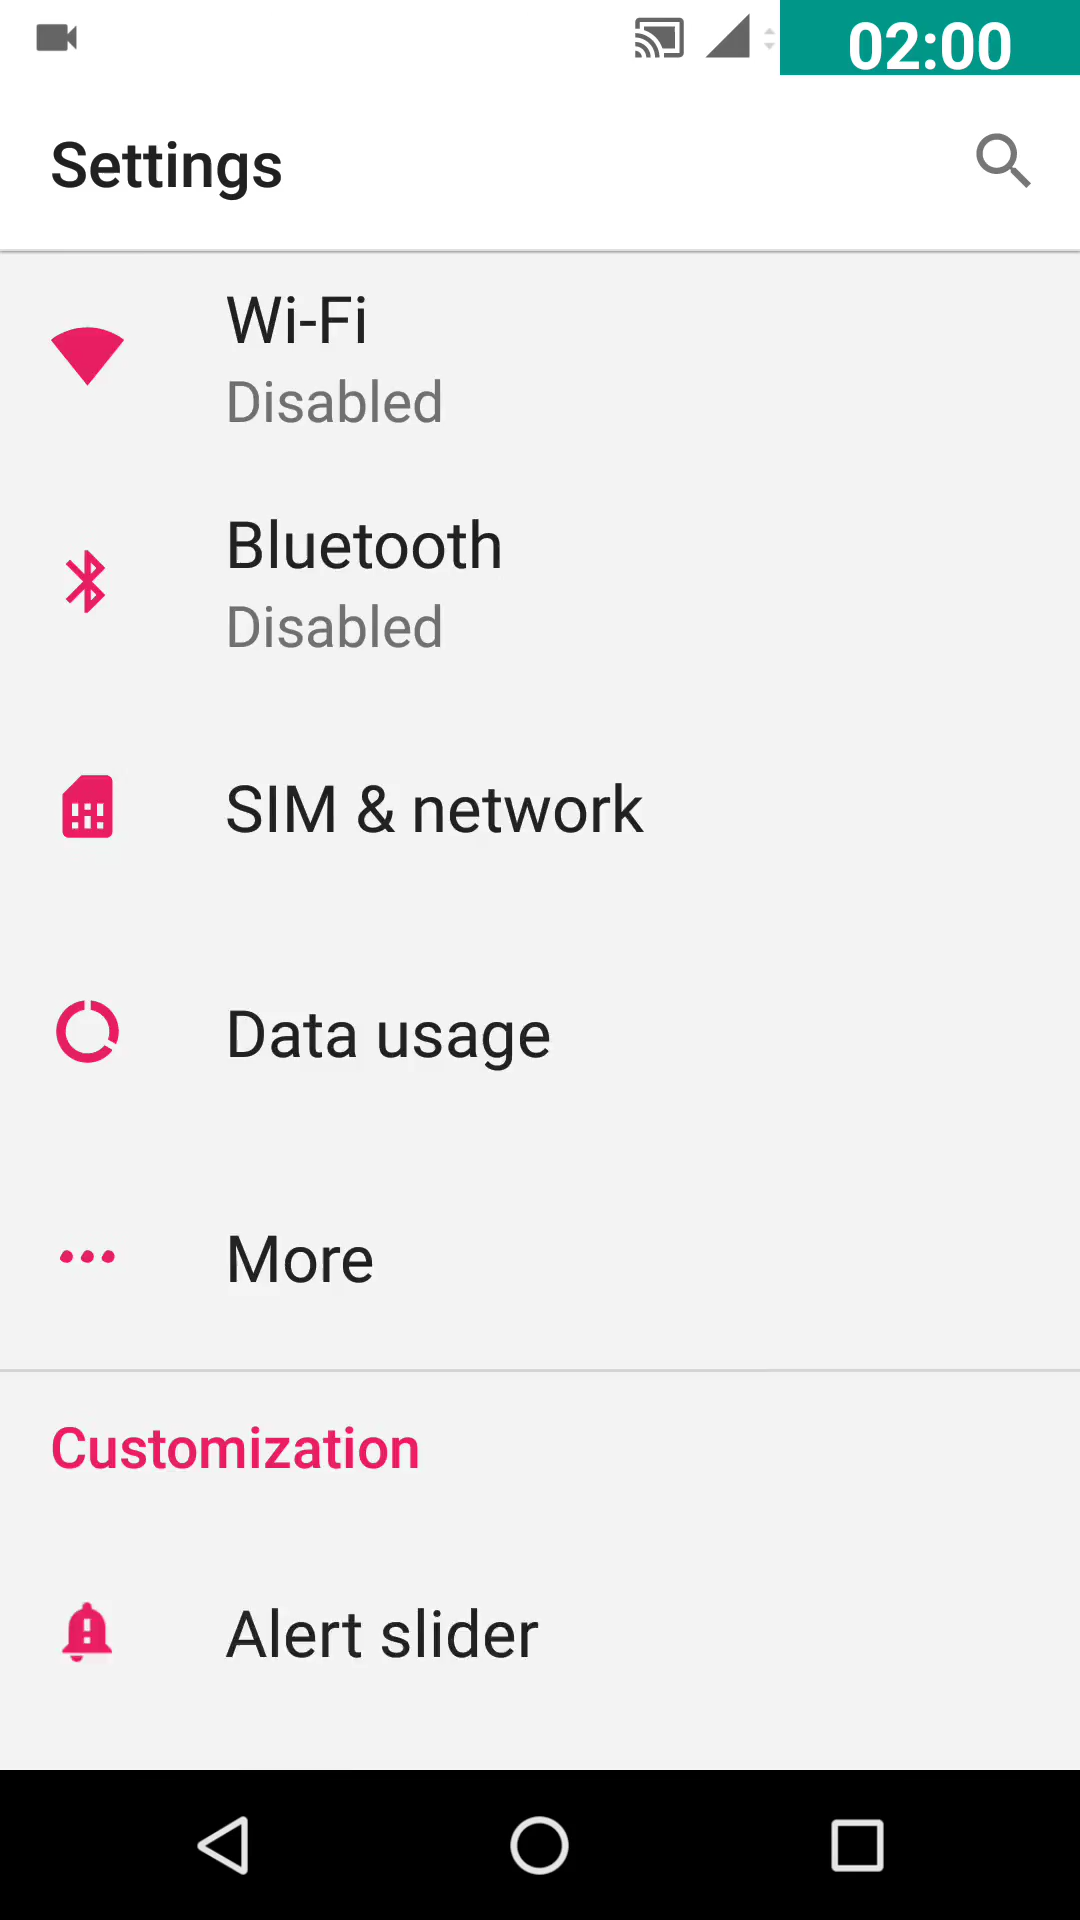 02:00
Settings
Wi-Fi
Disabled
Bluetooth
Disabled
SIM & network
Data usage
More
Customization
Alert slider